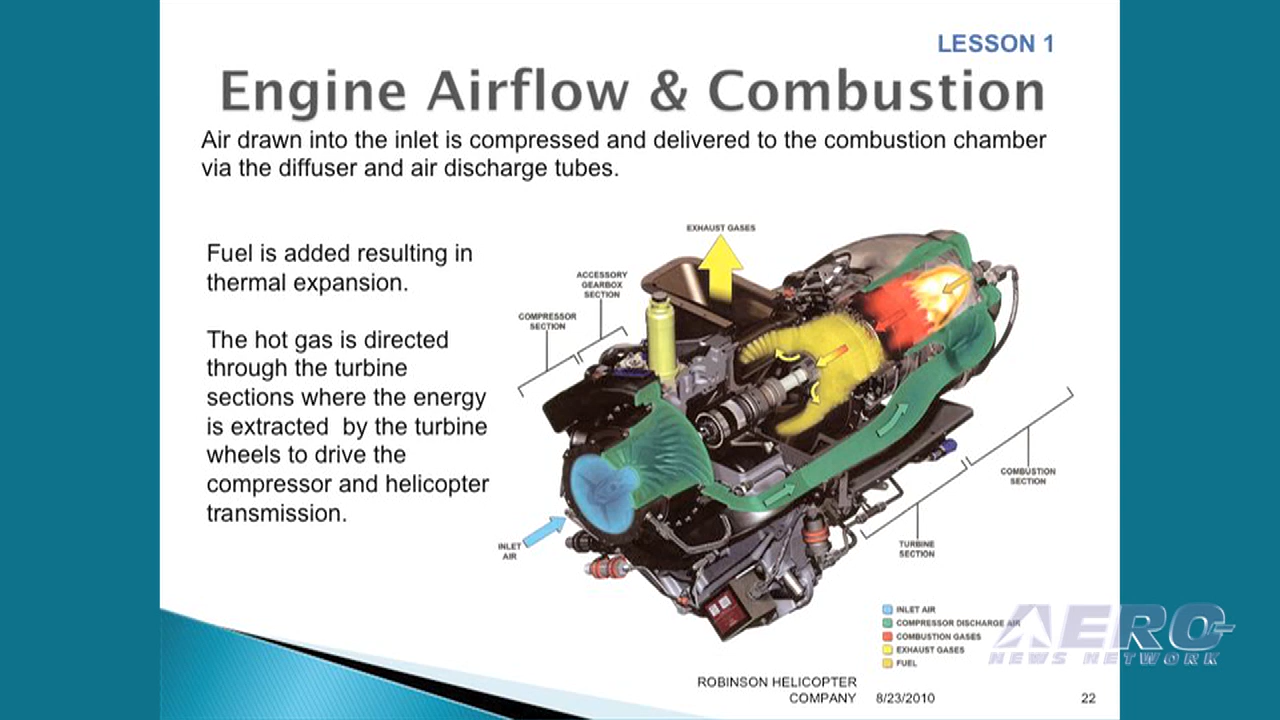 LESSON 1
Engine Airflow & Combustion
Air drawn into the inlet is compressed and delivered to the combustion chamber
via the diffuser and air discharge tubes.
Fuel is added resulting in
thermal expansion.
The hot gas is directed
through the turbine
sections where the energy
is extracted by the turbine
wheels to drive the
compressor and helicopter
transmission.
EXHAUST GASES
ACCESSORY
GEARBOX
SECTION
COMPRESSOR
SECTION
COMBUSTION
SECTION
TURBINE
SECTION
INLET
AIR
INLET AIR
COMPRESSOR DISCHARGE AIR
COMBUSTION GASES
EXHAUST GASES
FUEL
AERO
NEWS NETWORK
ROBINSON HELICOPTER
COMPANY
8/23/2010
22